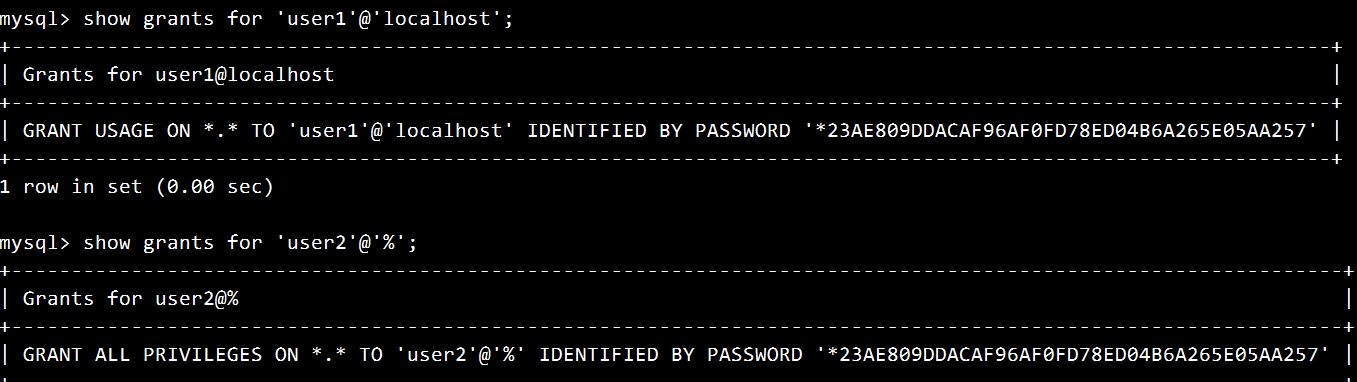 mysql> show grants for 'user1'@'localhost';
+---------------------------------------------------------------------------------------------------------------+
| Grants for user1@localhost                                                                                    |
+---------------------------------------------------------------------------------------------------------------+
| GRANT USAGE ON *.* TO 'user1'@'localhost' IDENTIFIED BY PASSWORD '*23AE809DDACAF96AF0FD78ED04B6A265E05AA257' |
+---------------------------------------------------------------------------------------------------------------+
1 row in set (0.00 sec)
mysql> show grants for 'user2'@'%';
+----------------------------------------------------------------------------------------------------------------+
| Grants for user2@%                                                                                             |
+----------------------------------------------------------------------------------------------------------------+
| GRANT ALL PRIVILEGES ON *.* TO 'user2'@'%' IDENTIFIED BY PASSWORD '*23AE809DDACAF96AF0FD78ED04B6A265E05AA257' |